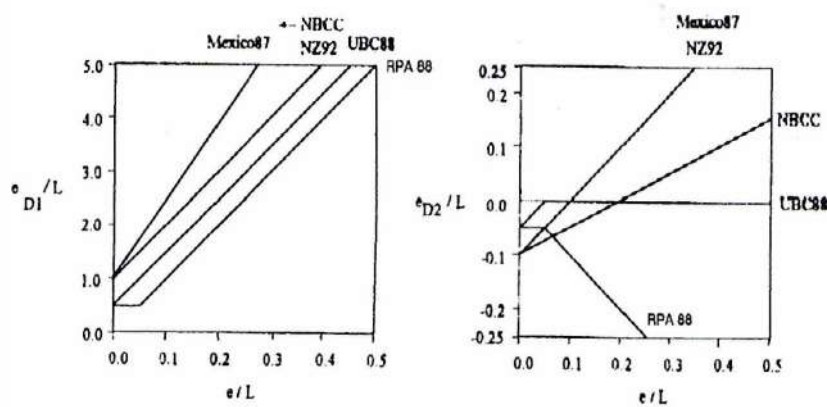 ← NBCC
Mexico87 NZ92 UBC88
RPA 88
5.0
4.0
3.0
2.0
1.0
0.0
e D1 / L
0.0 0.1 0.2 0.3 0.4 0.5
e / L
Mexico87
NZ92
0.25
0.2
0.1
0.0
-0.1
-0.2
-0.25
e D2 / L
NBCC
UBC88
RPA 88
0.0 0.1 0.2 0.3 0.4 0.5
e / L